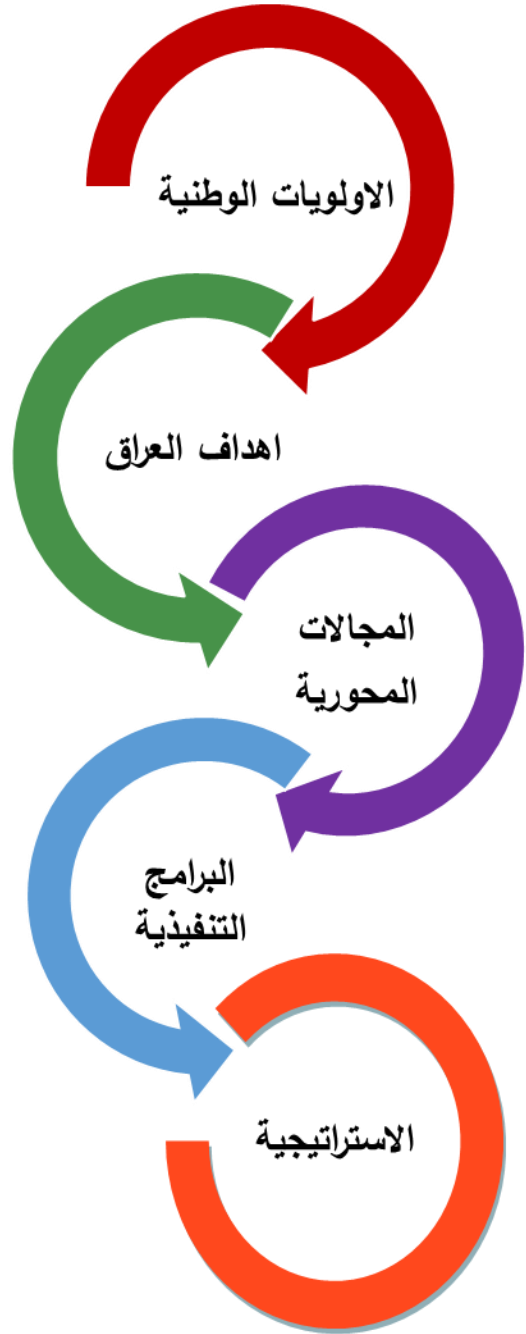 الاولويات الوطنية
اهداف العراق
المجالات
المحورية
البرامج
التنفيذية
الاستراتيجية